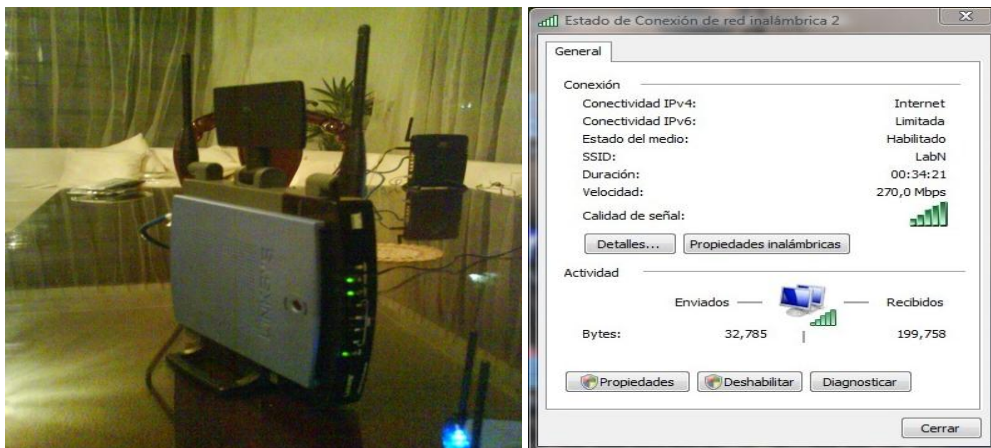 LINKSYS
Estado de Conexión de red inalámbrica 2
General
Conexión
Conectividad IPv4: Internet
Conectividad IPv6: Limitada
Estado del medio: Habilitado
SSID: LabN
Duración: 00:34:21
Velocidad: 270,0 Mbps
Calidad de señal:
Detalles... Propiedades inalámbricas
Actividad
Enviados Recibidos
Bytes: 32,785 199,758
Propiedades Deshabilitar Diagnosticar
Cerrar